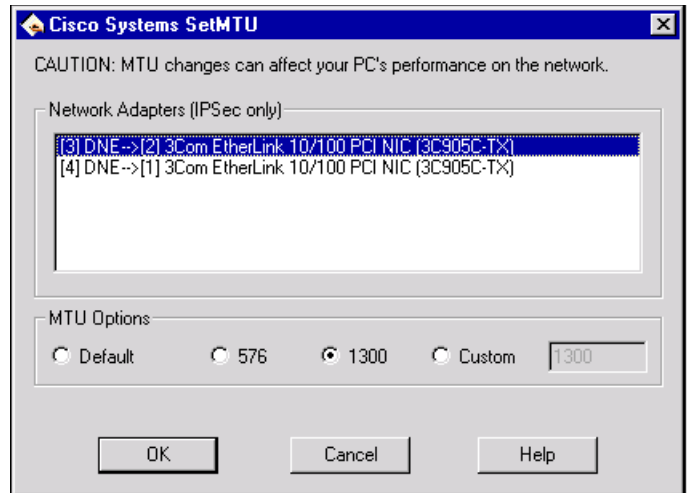 Cisco Systems SetMTU
CAUTION: MTU changes can affect your PC's performance on the network.
Network Adapters (IPSec only)
[3] DNE-->[2] 3Com EtherLink 10/100 PCI NIC (3C905C-TX)
[4] DNE-->[1] 3Com EtherLink 10/100 PCI NIC (3C905C-TX)
MTU Options
Default 576 1300 Custom 1300
OK Cancel Help